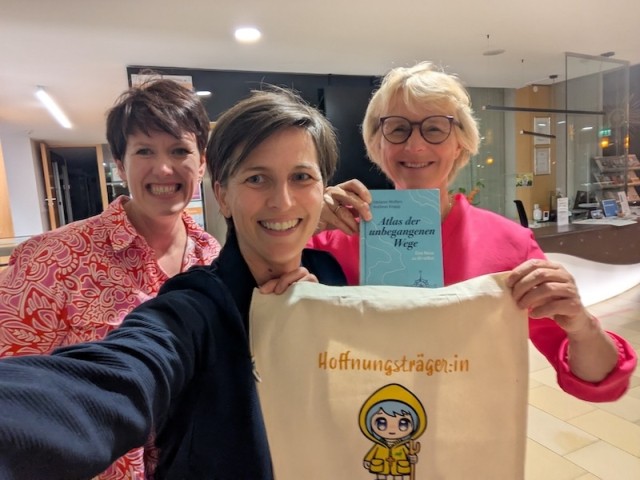 Atlas der
unbegangenen
Wege
Hoffnungsträger:in